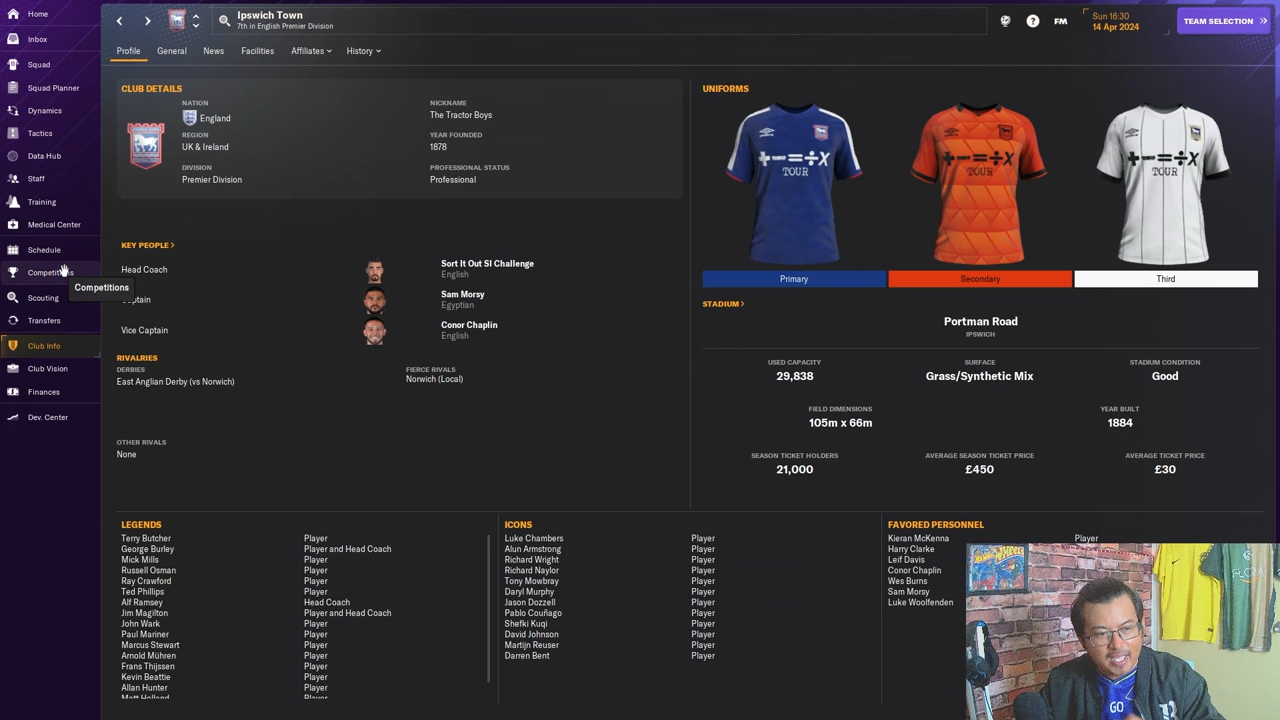 Home
Inbox
Squad
Squad Planner
Dynamics
Tactics
Data Hub
Staff
Training
Medical Center
Schedule
Competitions
Competitions
Scouting
Transfers
Club Info
Club Vision
Finances
Dev. Center
Ipswich Town
7th in English Premier Division
FM
Sun 16:30
14 Apr 2024
TEAM SELECTION
Profile General News Facilities Affiliates History
CLUB DETAILS
NATION
England
REGION
UK & Ireland
DIVISION
Premier Division
NICKNAME
The Tractor Boys
YEAR FOUNDED
1878
PROFESSIONAL STATUS
Professional
KEY PEOPLE >
Head Coach Sort It Out SI Challenge
English
Sam Morsy
Egyptian
Vice Captain Conor Chaplin
English
RIVALRIES
DERBIES
East Anglian Derby (vs Norwich)
FIERCE RIVALS
Norwich (Local)
OTHER RIVALS
None
UNIFORMS
+-=÷x
TOUR
+-=÷x
TOUR
+-=÷x
TOUR
Primary Secondary Third
STADIUM >
Portman Road
IPSWICH
USED CAPACITY
29,838
SURFACE
Grass/Synthetic Mix
STADIUM CONDITION
Good
FIELD DIMENSIONS
105m x 66m
YEAR BUILT
1884
SEASON TICKET HOLDERS
21,000
AVERAGE SEASON TICKET PRICE
£450
AVERAGE TICKET PRICE
£30
LEGENDS
Terry Butcher Player
George Burley Player and Head Coach
Mick Mills Player
Russell Osman Player
Ray Crawford Player
Ted Phillips Player
Alf Ramsey Head Coach
Jim Magilton Player and Head Coach
John Wark Player
Paul Mariner Player
Marcus Stewart Player
Arnold Mühren Player
Frans Thijssen Player
Kevin Beattie Player
Allan Hunter Player
Matt Holland Player
ICONS
Luke Chambers Player
Alun Armstrong Player
Richard Wright Player
Richard Naylor Player
Tony Mowbray Player
Daryl Murphy Player
Jason Dozzell Player
Pablo Couñago Player
Shefki Kuqi Player
David Johnson Player
Martijn Reuser Player
Darren Bent Player
FAVORED PERSONNEL
Kieran McKenna Player
Harry Clarke
Leif Davis
Conor Chaplin
Wes Burns
Sam Morsy
Luke Woolfenden
GO